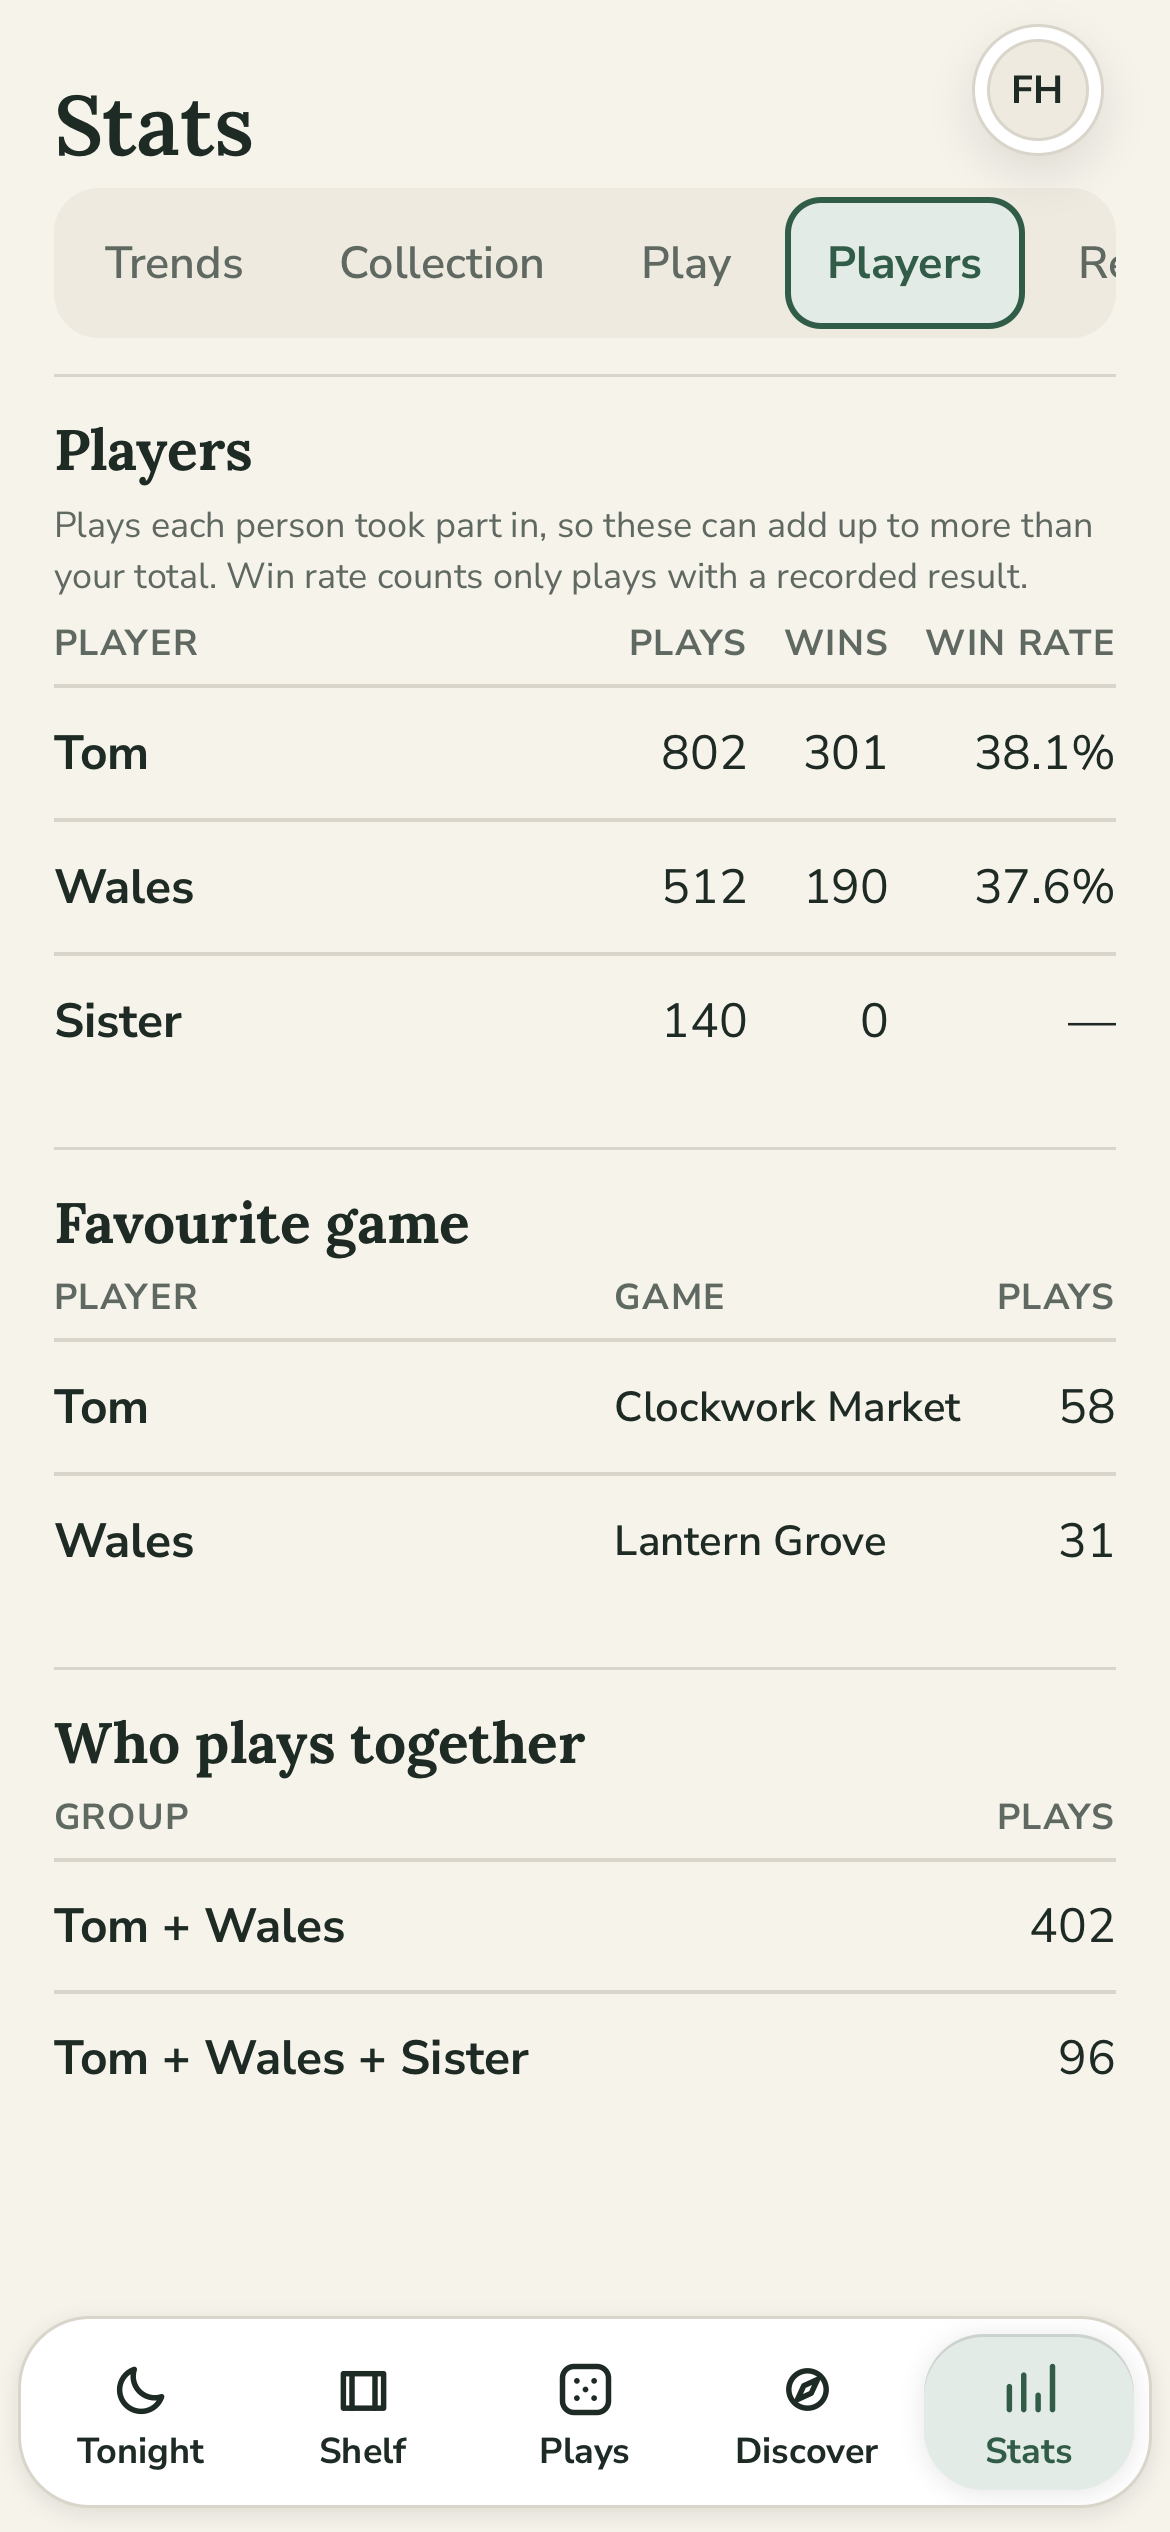 FH
Stats
Trends Collection Play Players Re
Players
Plays each person took part in, so these can add up to more than
your total. Win rate counts only plays with a recorded result.
PLAYER PLAYS WINS WIN RATE
Tom 802 301 38.1%
Wales 512 190 37.6%
Sister 140 0 —
Favourite game
PLAYER GAME PLAYS
Tom Clockwork Market 58
Wales Lantern Grove 31
Who plays together
GROUP PLAYS
Tom + Wales 402
Tom + Wales + Sister 96
Tonight Shelf Plays Discover Stats